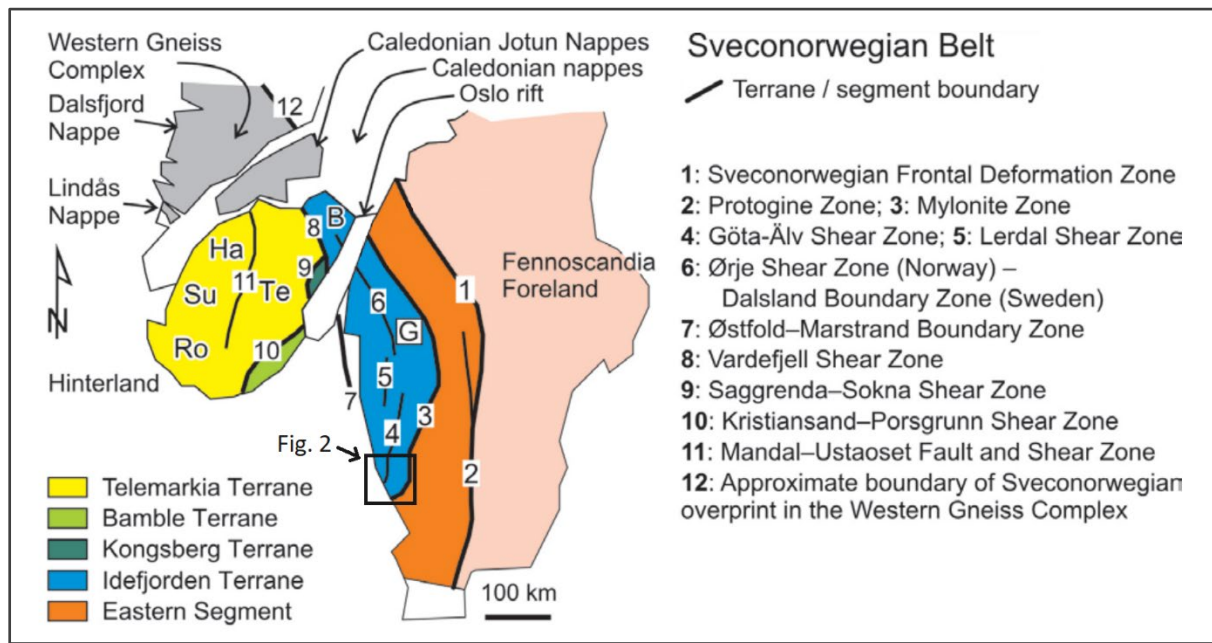 Western Gneiss
Complex
Dalsfjord
Nappe
Lindås
Nappe
Caledonian Jotun Nappes
Caledonian nappes
Oslo rift
12
8
B
Ha
9
11
Te
Su
6
1
Fennoscandia
Foreland
G
Ro
10
N
Hinterland
5
7
3
4
Fig. 2
2
Telemarkia Terrane
Bamble Terrane
Kongsberg Terrane
Idefjorden Terrane
Eastern Segment
100 km
Sveconorwegian Belt
Terrane / segment boundary
1: Sveconorwegian Frontal Deformation Zone
2: Protogine Zone; 3: Mylonite Zone
4: Göta-Älv Shear Zone; 5: Lerdal Shear Zone
6: Ørje Shear Zone (Norway) –
Dalsland Boundary Zone (Sweden)
7: Østfold–Marstrand Boundary Zone
8: Vardefjell Shear Zone
9: Saggrenda–Sokna Shear Zone
10: Kristiansand–Porsgrunn Shear Zone
11: Mandal–Ustaoset Fault and Shear Zone
12: Approximate boundary of Sveconorwegian
overprint in the Western Gneiss Complex